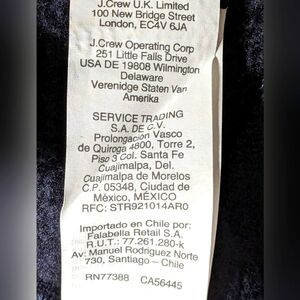 J.Crew U.K. Limited
100 New Bridge Street
London, EC4V 6JA
J.Crew Operating Corp
251 Little Falls Drive
USA DE 19808 Wilmington
Delaware
Verenidge Staten Van
Amerika
SERVICE TRADING
S.A. DE C.V.
Prolongación Vasco
de Quiroga 4800, Torre 2,
Piso 3 Col. Santa Fe
Cuajimalpa, Del.
Cuajimalpa de Morelos
C.P. 05348, Ciudad de
México, MÉXICO
RFC: STR921014AR0
Importado en Chile por:
Falabella Retail S.A.
R.U.T.: 77.261.280-k
Av: Manuel Rodriguez Norte
730, Santiago – Chile
RN77388 CA56445